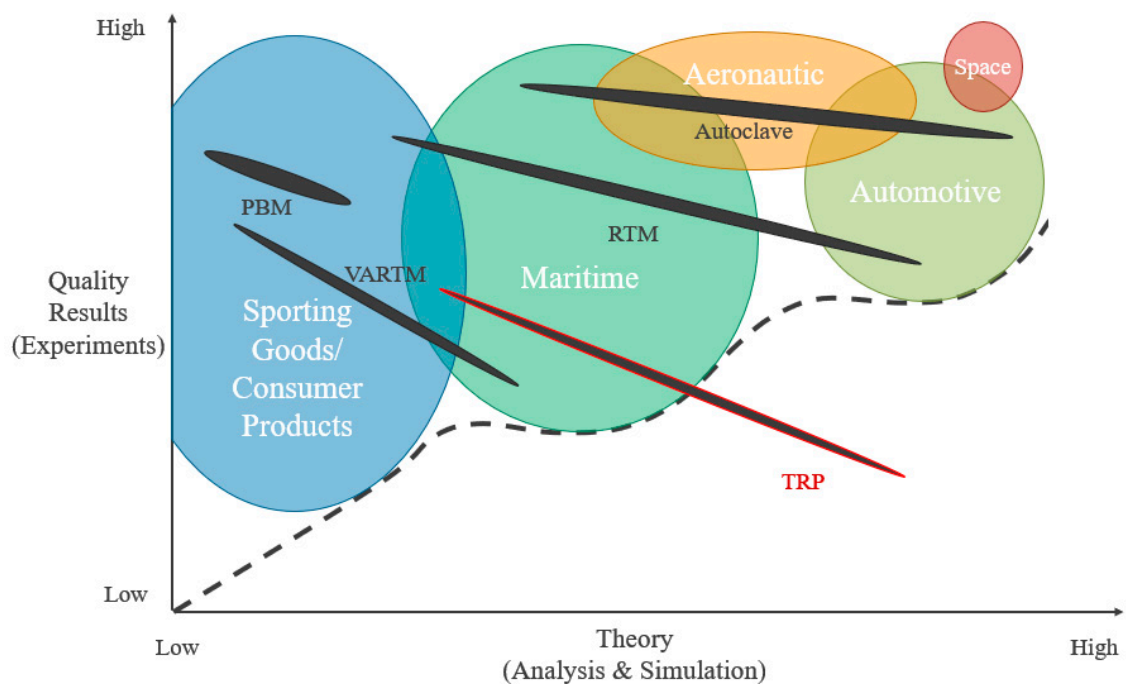 High
Aeronautic
Space
Autoclave
Automotive
PBM
RTM
VARTM
Maritime
Quality
Results
(Experiments)
Sporting
Goods/
Consumer
Products
TRP
Low
Low
Theory
(Analysis & Simulation)
High